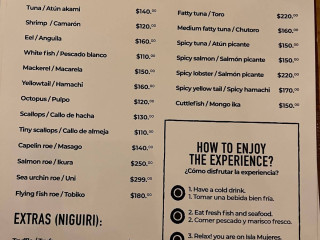 Tuna / Atún akami $140.00
Shrimp / Camarón $120.00
Eel / Anguila $160.00
White fish / Pescado blanco $110.00
Mackerel / Macarela $150.00
Yellowtail / Hamachi $160.00
Octopus / Pulpo $120.00
Scallops / Callo de hacha $130.00
Tiny scallops / Callo de almeja $110.00
Capelin roe / Masago $140.00
Salmon roe / Ikura $250.00
Sea urchin roe / Uni $299.00
Flying fish roe / Tobiko $180.00
EXTRAS (NIGUIRI):
Fatty tuna / Toro $220.00
Medium fatty tuna / Chutoro $160.00
Spicy tuna / Atún picante $150.00
Spicy salmon / Salmón picante $150.00
Spicy lobster / Salmón picante $220.00
Spicy yellow tail / Spicy hamachi $170.00
Cuttlefish / Mongo ika $150.00
HOW TO ENJOY
THE EXPERIENCE?
¿Cómo disfrutar la experiencia?
1. Have a cold drink.
1. Tomar una bebida bien fría.
2. Eat fresh fish and seafood.
2. Comer pescado y marisco fresco.
3. Relax! you are on Isla Mujeres.